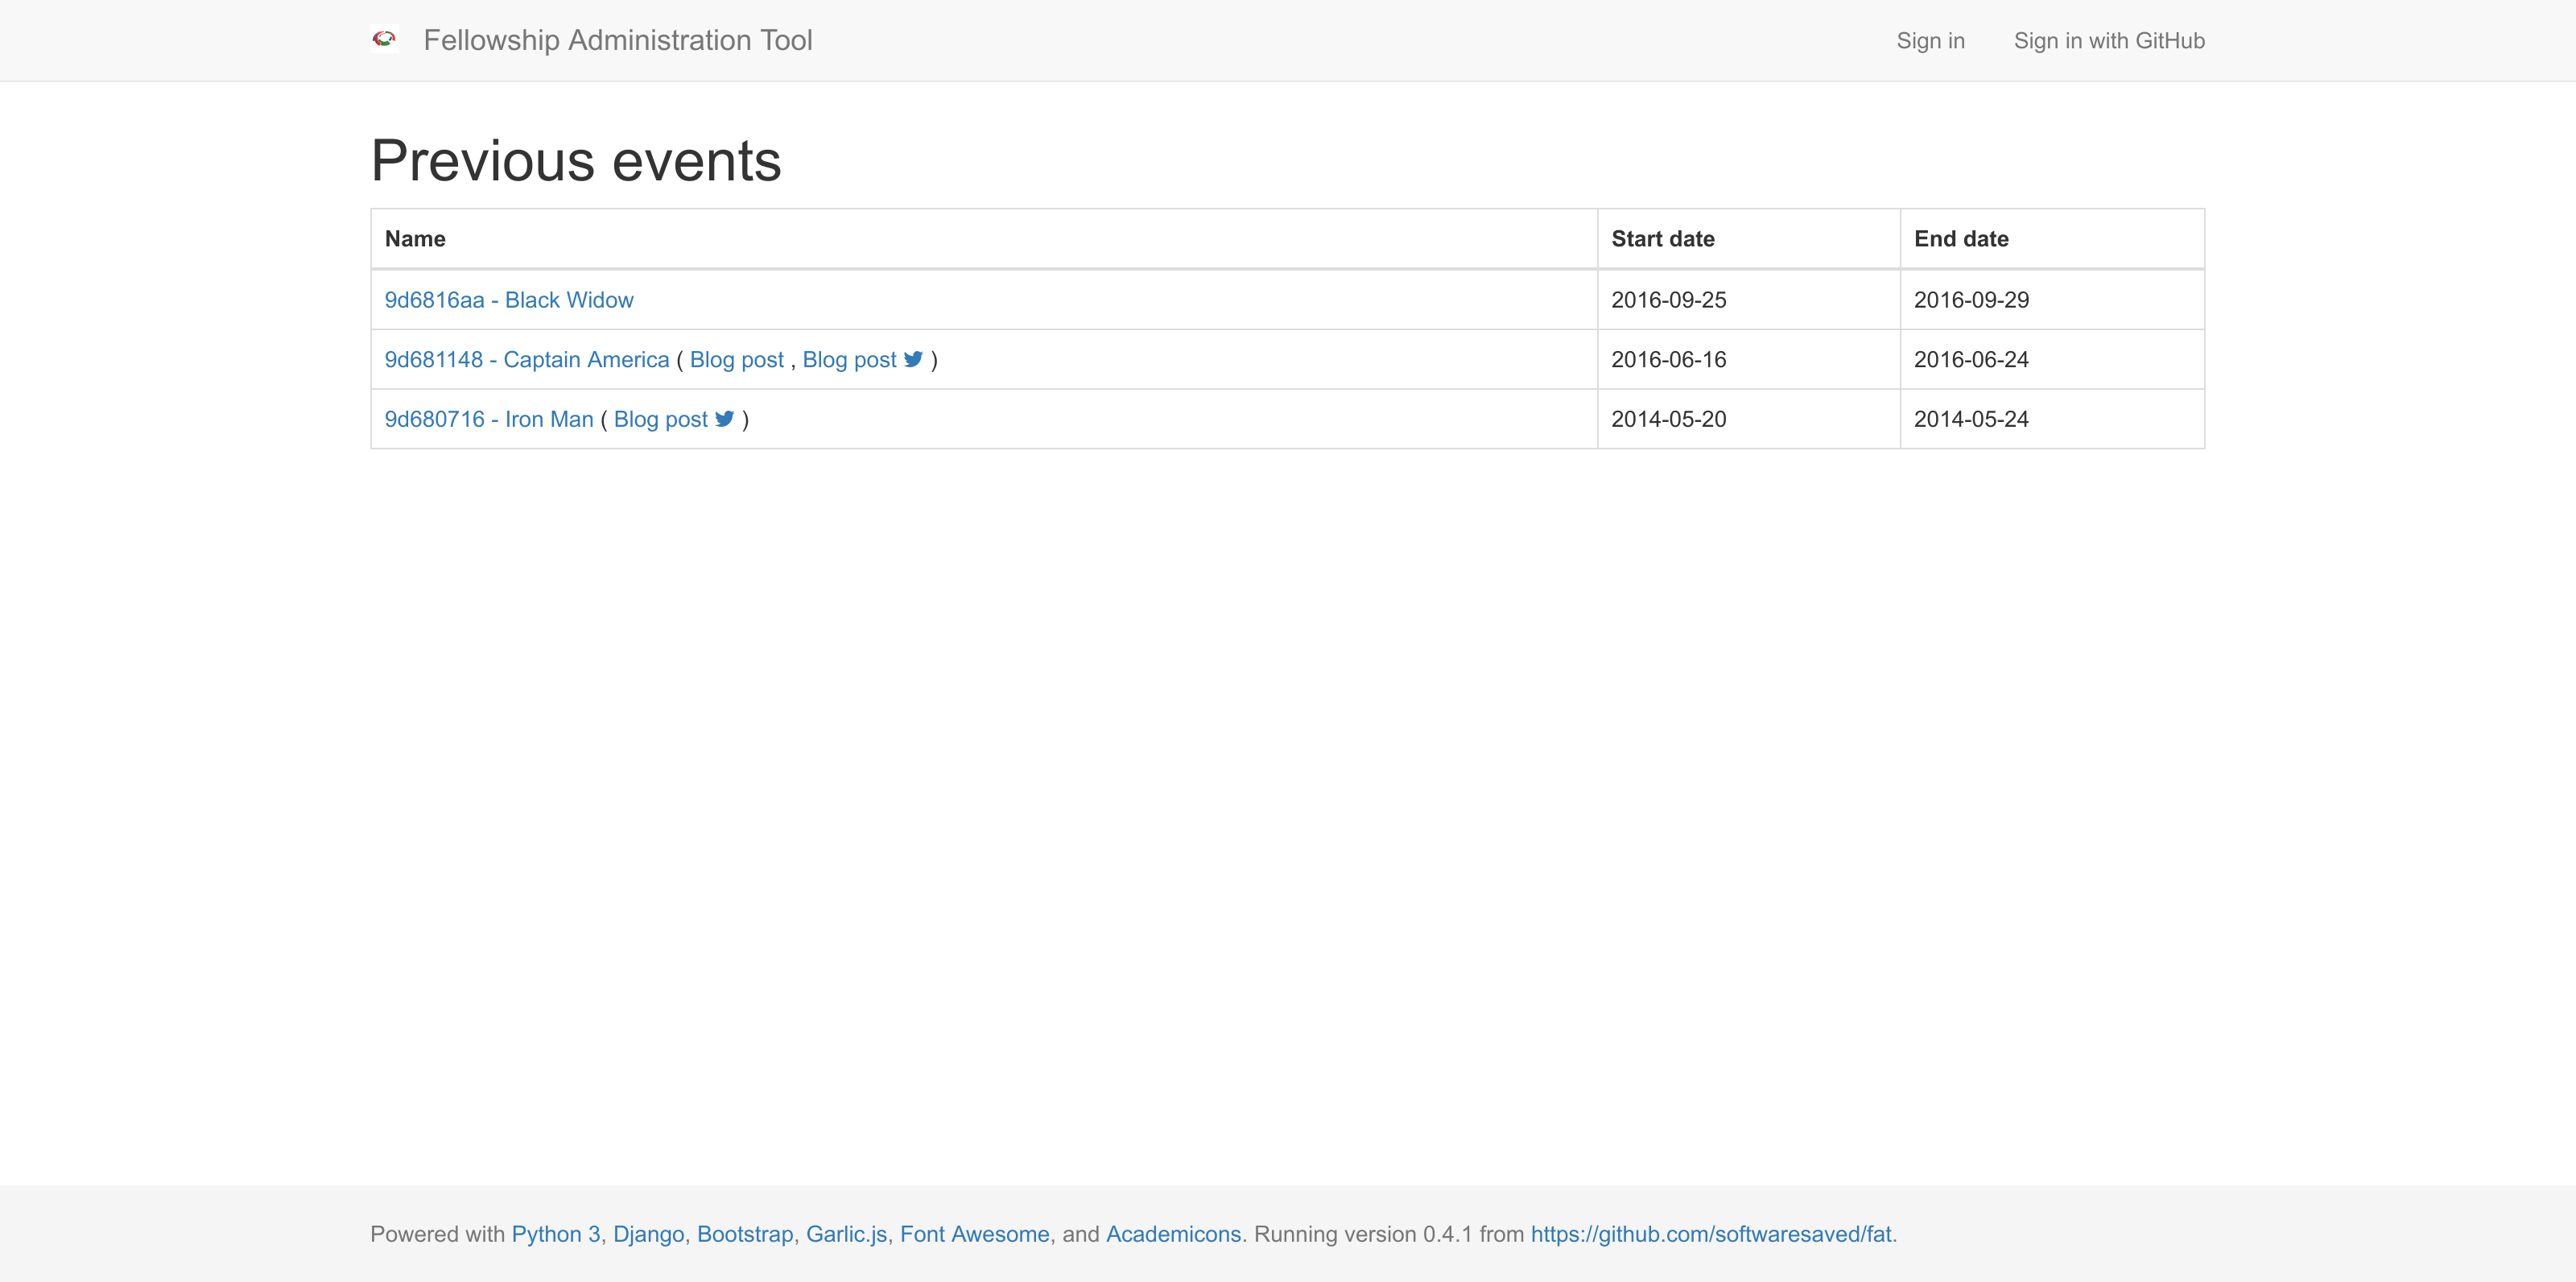 Fellowship Administration Tool Sign in Sign in with GitHub
Previous events
Name Start date End date
9d6816aa - Black Widow 2016-09-25 2016-09-29
9d681148 - Captain America ( Blog post , Blog post ) 2016-06-16 2016-06-24
9d680716 - Iron Man ( Blog post ) 2014-05-20 2014-05-24
Powered with Python 3, Django, Bootstrap, Garlic.js, Font Awesome, and Academicons. Running version 0.4.1 from https://github.com/softwaresaved/fat.